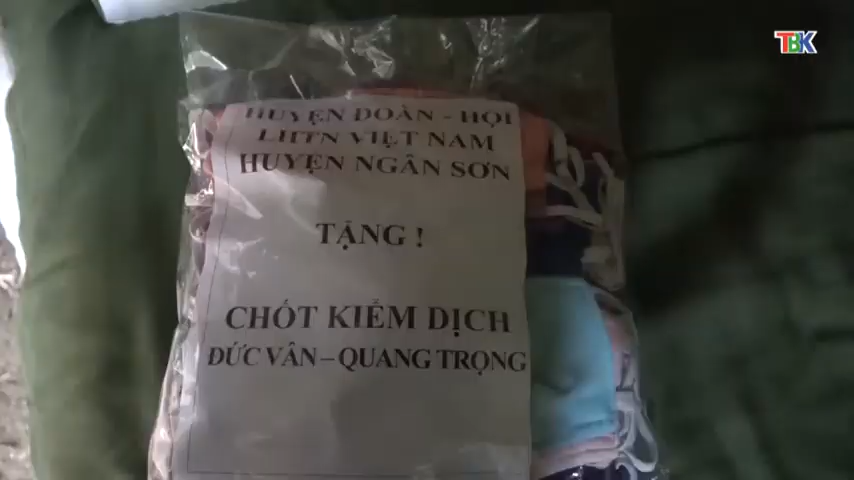 TBK
HUYỆN ĐOÀN - HỘI
LHTN VIỆT NAM
HUYỆN NGÂN SƠN
TẶNG !
CHỐT KIỂM DỊCH
ĐỨC VÂN – QUANG TRỌNG